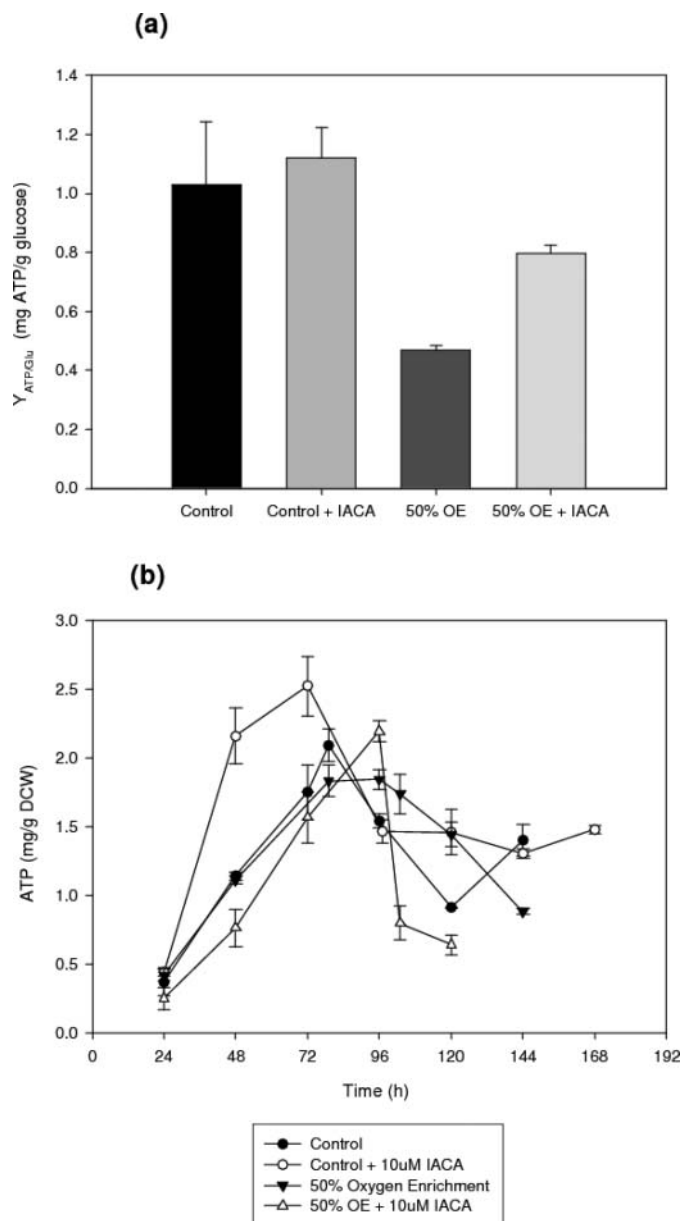 (a)
1.4
1.2
1.0
0.8
0.6
0.4
0.2
0.0
Y_ATP/Glu (mg ATP/g glucose)
Control Control + IACA 50% OE 50% OE + IACA
(b)
3.0
2.5
2.0
1.5
1.0
0.5
0.0
ATP (mg/g DCW)
0 24 48 72 96 120 144 168 192
Time (h)
Control
Control + 10uM IACA
50% Oxygen Enrichment
50% OE + 10uM IACA